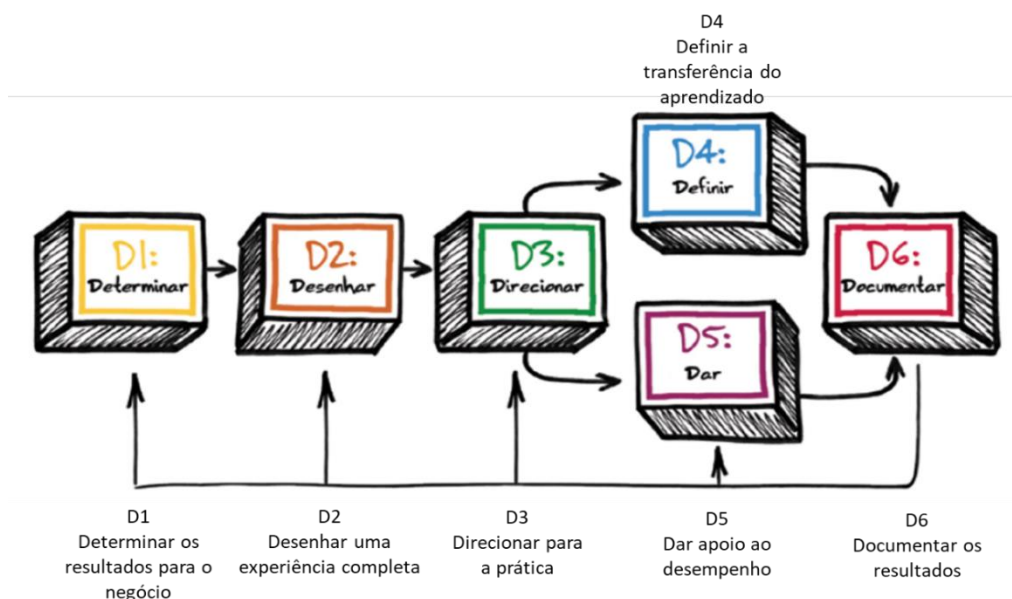 D4
Definir a
transferência do
aprendizado
D1:
Determinar
D2:
Desenhar
D3:
Direcionar
D4:
Definir
D5:
Dar
D6:
Documentar
D1
Determinar os
resultados para o
negócio
D2
Desenhar uma
experiência completa
D3
Direcionar para
a prática
D5
Dar apoio ao
desempenho
D6
Documentar os
resultados